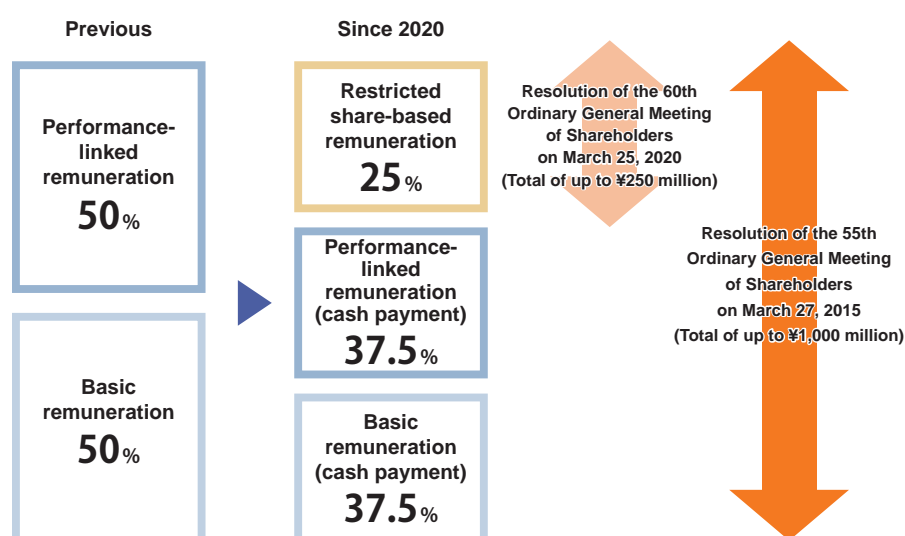 Previous
Performance-
linked
remuneration
50%
Basic
remuneration
50%
Since 2020
Restricted
share-based
remuneration
25%
Performance-
linked
remuneration
(cash payment)
37.5%
Basic
remuneration
(cash payment)
37.5%
Resolution of the 60th
Ordinary General Meeting
of Shareholders
on March 25, 2020
(Total of up to ¥250 million)
Resolution of the 55th
Ordinary General Meeting
of Shareholders
on March 27, 2015
(Total of up to ¥1,000 million)